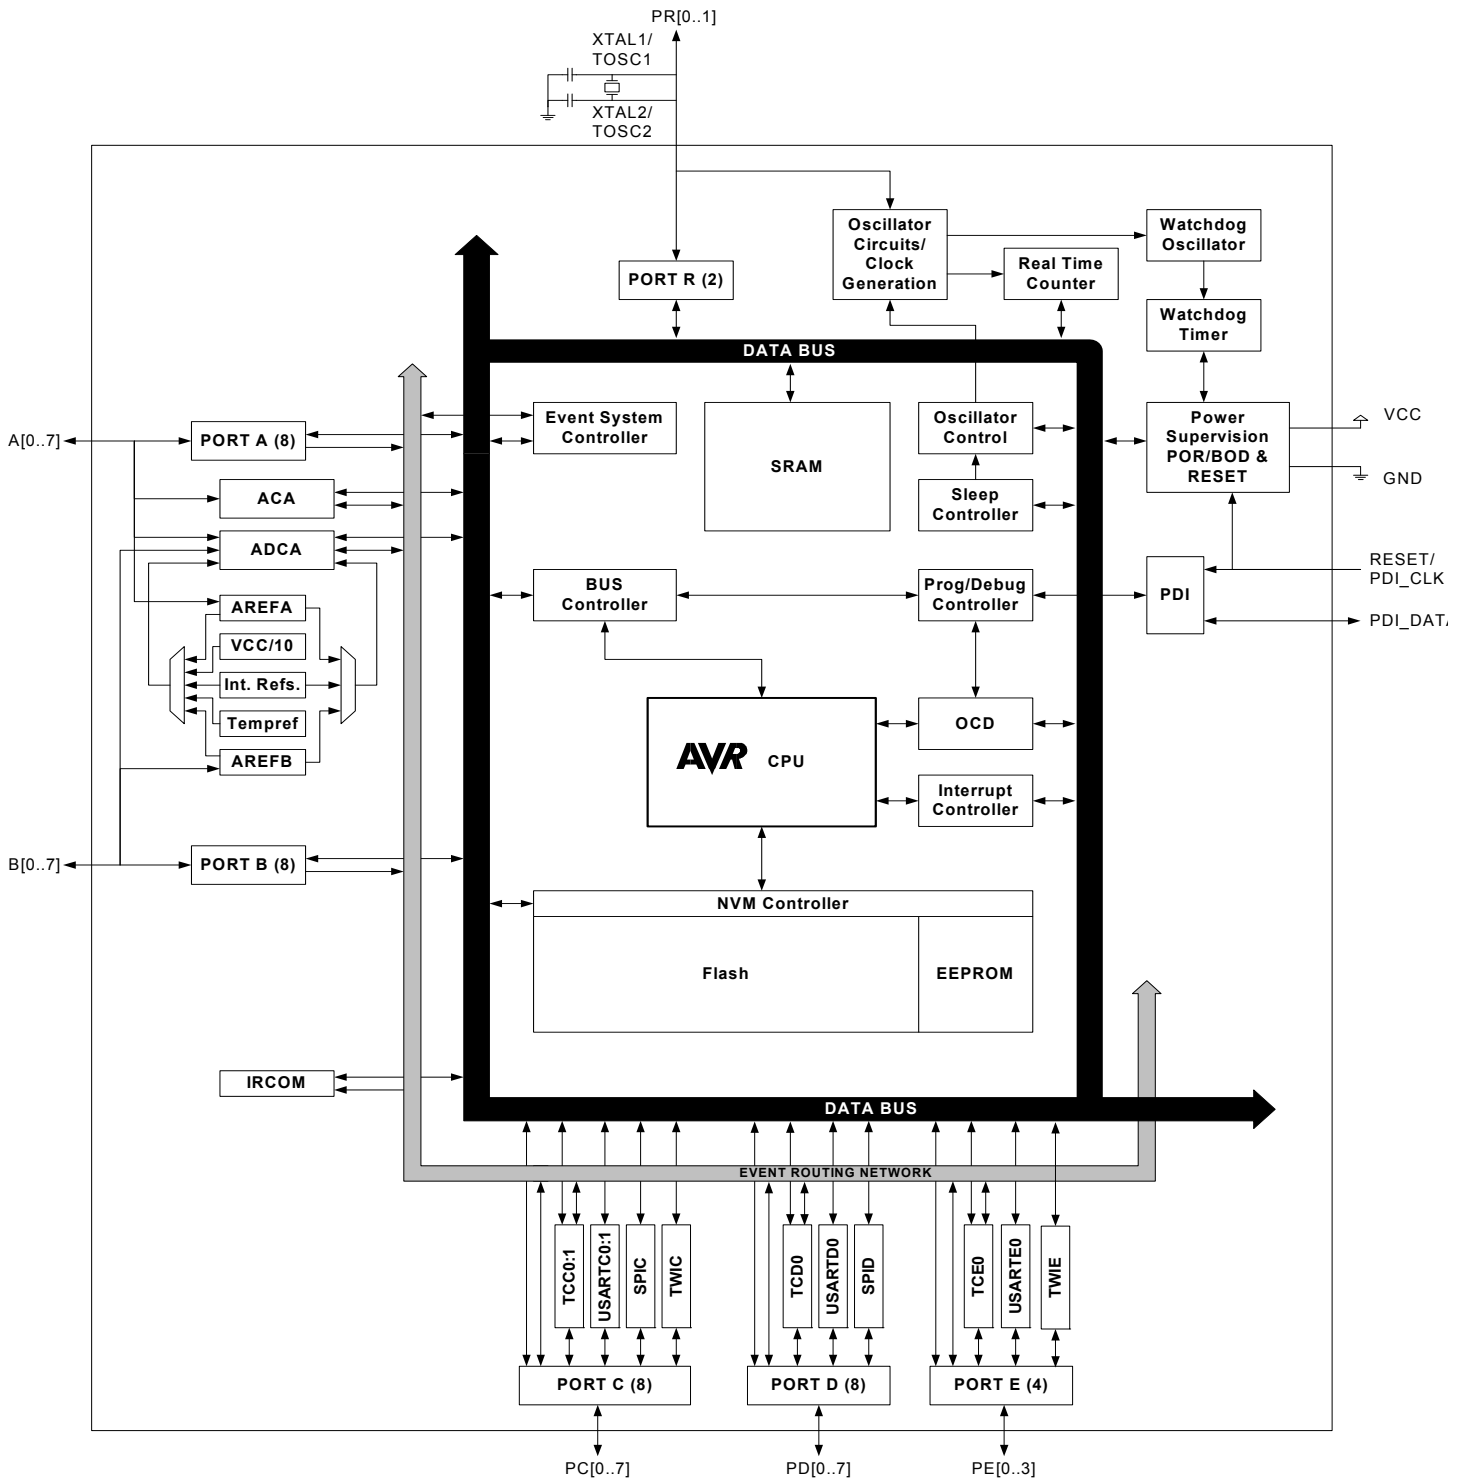 PR[0..1]
XTAL1/
TOSC1
XTAL2/
TOSC2
Oscillator
Circuits/
Clock
Generation
Watchdog
Oscillator
PORT R (2)
Real Time
Counter
Watchdog
Timer
DATA BUS
A[0..7]
PORT A (8)
Event System
Controller
SRAM
Oscillator
Control
Power
Supervision
POR/BOD &
RESET
VCC
GND
ACA
Sleep
Controller
ADCA
BUS
Controller
Prog/Debug
Controller
PDI
RESET/
PDI_CLK
PDI_DATA
AREFA
VCC/10
Int. Refs.
Tempref
AREFB
AVR CPU
OCD
Interrupt
Controller
B[0..7]
PORT B (8)
NVM Controller
Flash
EEPROM
IRCOM
DATA BUS
EVENT ROUTING NETWORK
TCC0:1
USARTC0:1
SPIC
TWIC
TCD0
USARTD0
SPID
TCE0
USARTE0
TWIE
PORT C (8)
PORT D (8)
PORT E (4)
PC[0..7]
PD[0..7]
PE[0..3]